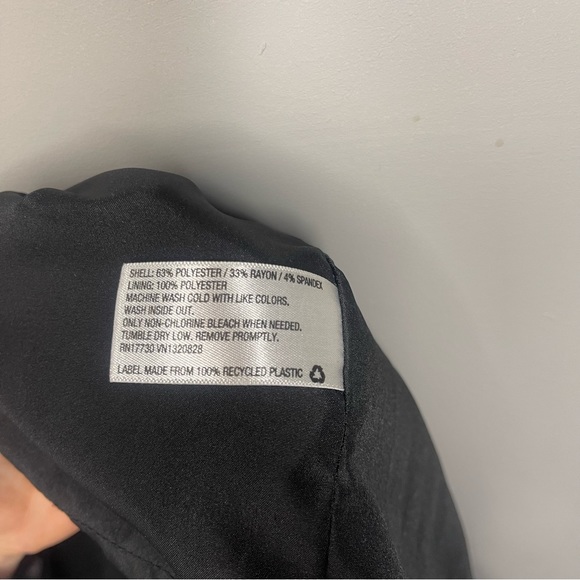 SHELL: 63% POLYESTER / 33% RAYON / 4% SPANDEX
LINING: 100% POLYESTER
MACHINE WASH COLD WITH LIKE COLORS,
WASH INSIDE OUT.
ONLY NON-CHLORINE BLEACH WHEN NEEDED.
TUMBLE DRY LOW. REMOVE PROMPTLY.
RN17730 VN1320828
LABEL MADE FROM 100% RECYCLED PLASTIC